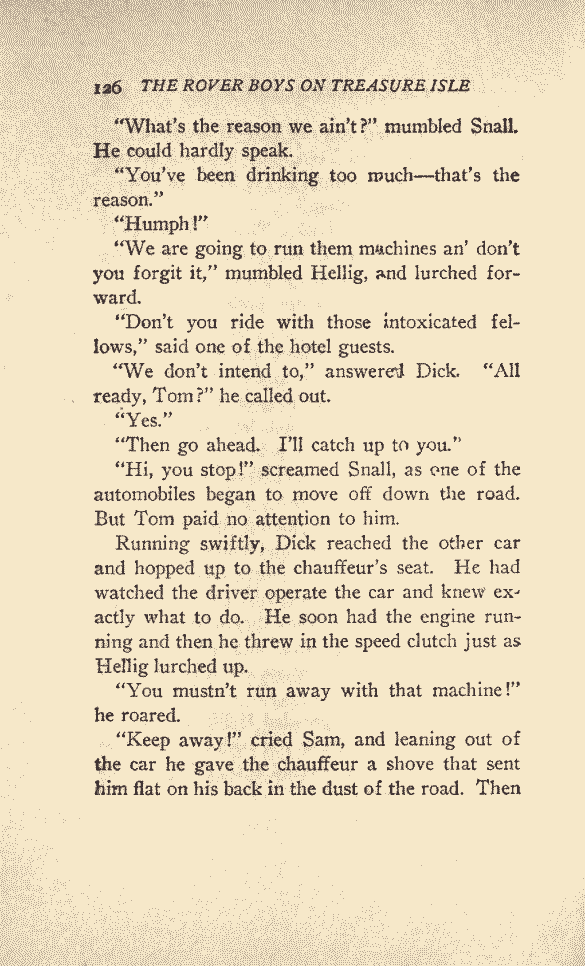 126 THE ROVER BOYS ON TREASURE ISLE
"What's the reason we ain't?" mumbled Snall.
He could hardly speak.
"You've been drinking too much—that's the
reason."
"Humph!"
"We are going to run them machines an' don't
you forgit it," mumbled Hellig, and lurched for-
ward.
"Don't you ride with those intoxicated fel-
lows," said one of the hotel guests.
"We don't intend to," answered Dick. "All
ready, Tom?" he called out.
"Yes."
"Then go ahead. I'll catch up to you."
"Hi, you stop!" screamed Snall, as one of the
automobiles began to move off down the road.
But Tom paid no attention to him.
Running swiftly, Dick reached the other car
and hopped up to the chauffeur's seat. He had
watched the driver operate the car and knew ex-
actly what to do. He soon had the engine run-
ning and then he threw in the speed clutch just as
Hellig lurched up.
"You mustn't run away with that machine!"
he roared.
"Keep away!" cried Sam, and leaning out of
the car he gave the chauffeur a shove that sent
him flat on his back in the dust of the road. Then